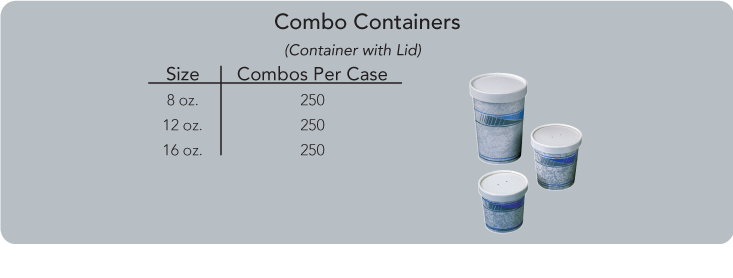 Combo Containers
(Container with Lid)
Size Combos Per Case
8 oz. 250
12 oz. 250
16 oz. 250